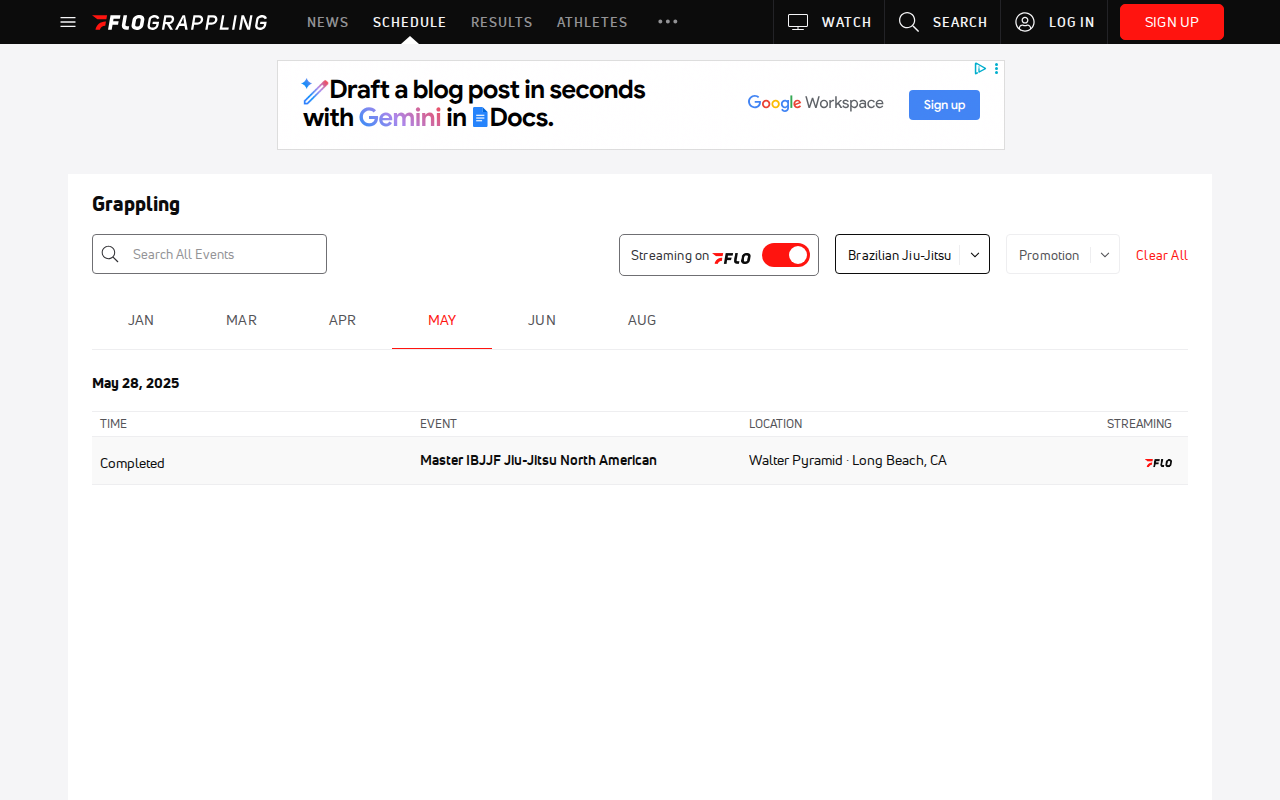 FLOGRAPPLING NEWS SCHEDULE RESULTS ATHLETES WATCH SEARCH LOG IN SIGN UP
Draft a blog post in seconds
with Gemini in Docs.
Google Workspace
Sign up
Grappling
Search All Events
Streaming on FLO
Brazilian Jiu-Jitsu
Promotion
Clear All
JAN MAR APR MAY JUN AUG
May 28, 2025
TIME EVENT LOCATION STREAMING
Completed Master IBJJF Jiu-Jitsu North American Walter Pyramid · Long Beach, CA FLO